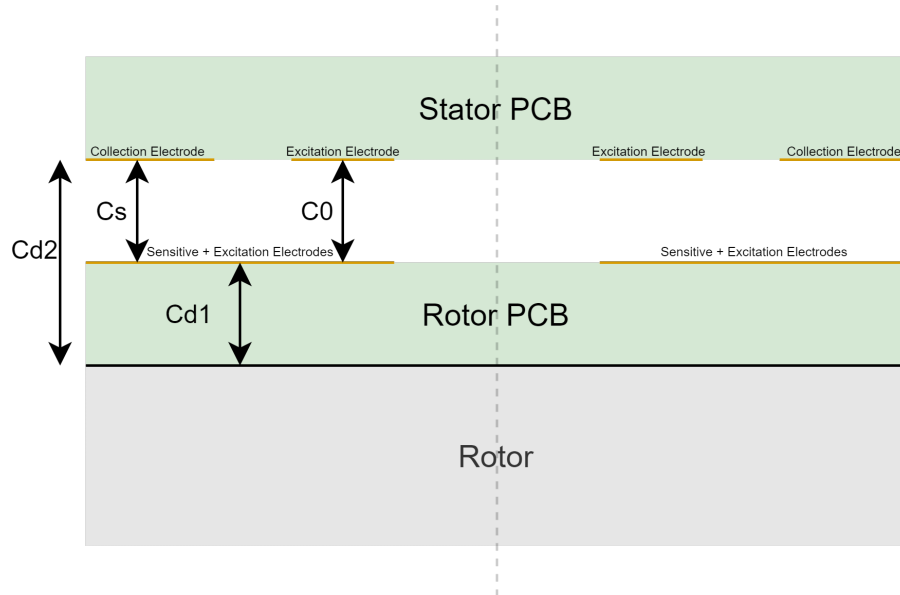 Stator PCB
Collection Electrode
Excitation Electrode
Excitation Electrode
Collection Electrode
Cs
C0
Cd2
Sensitive + Excitation Electrodes
Sensitive + Excitation Electrodes
Cd1
Rotor PCB
Rotor